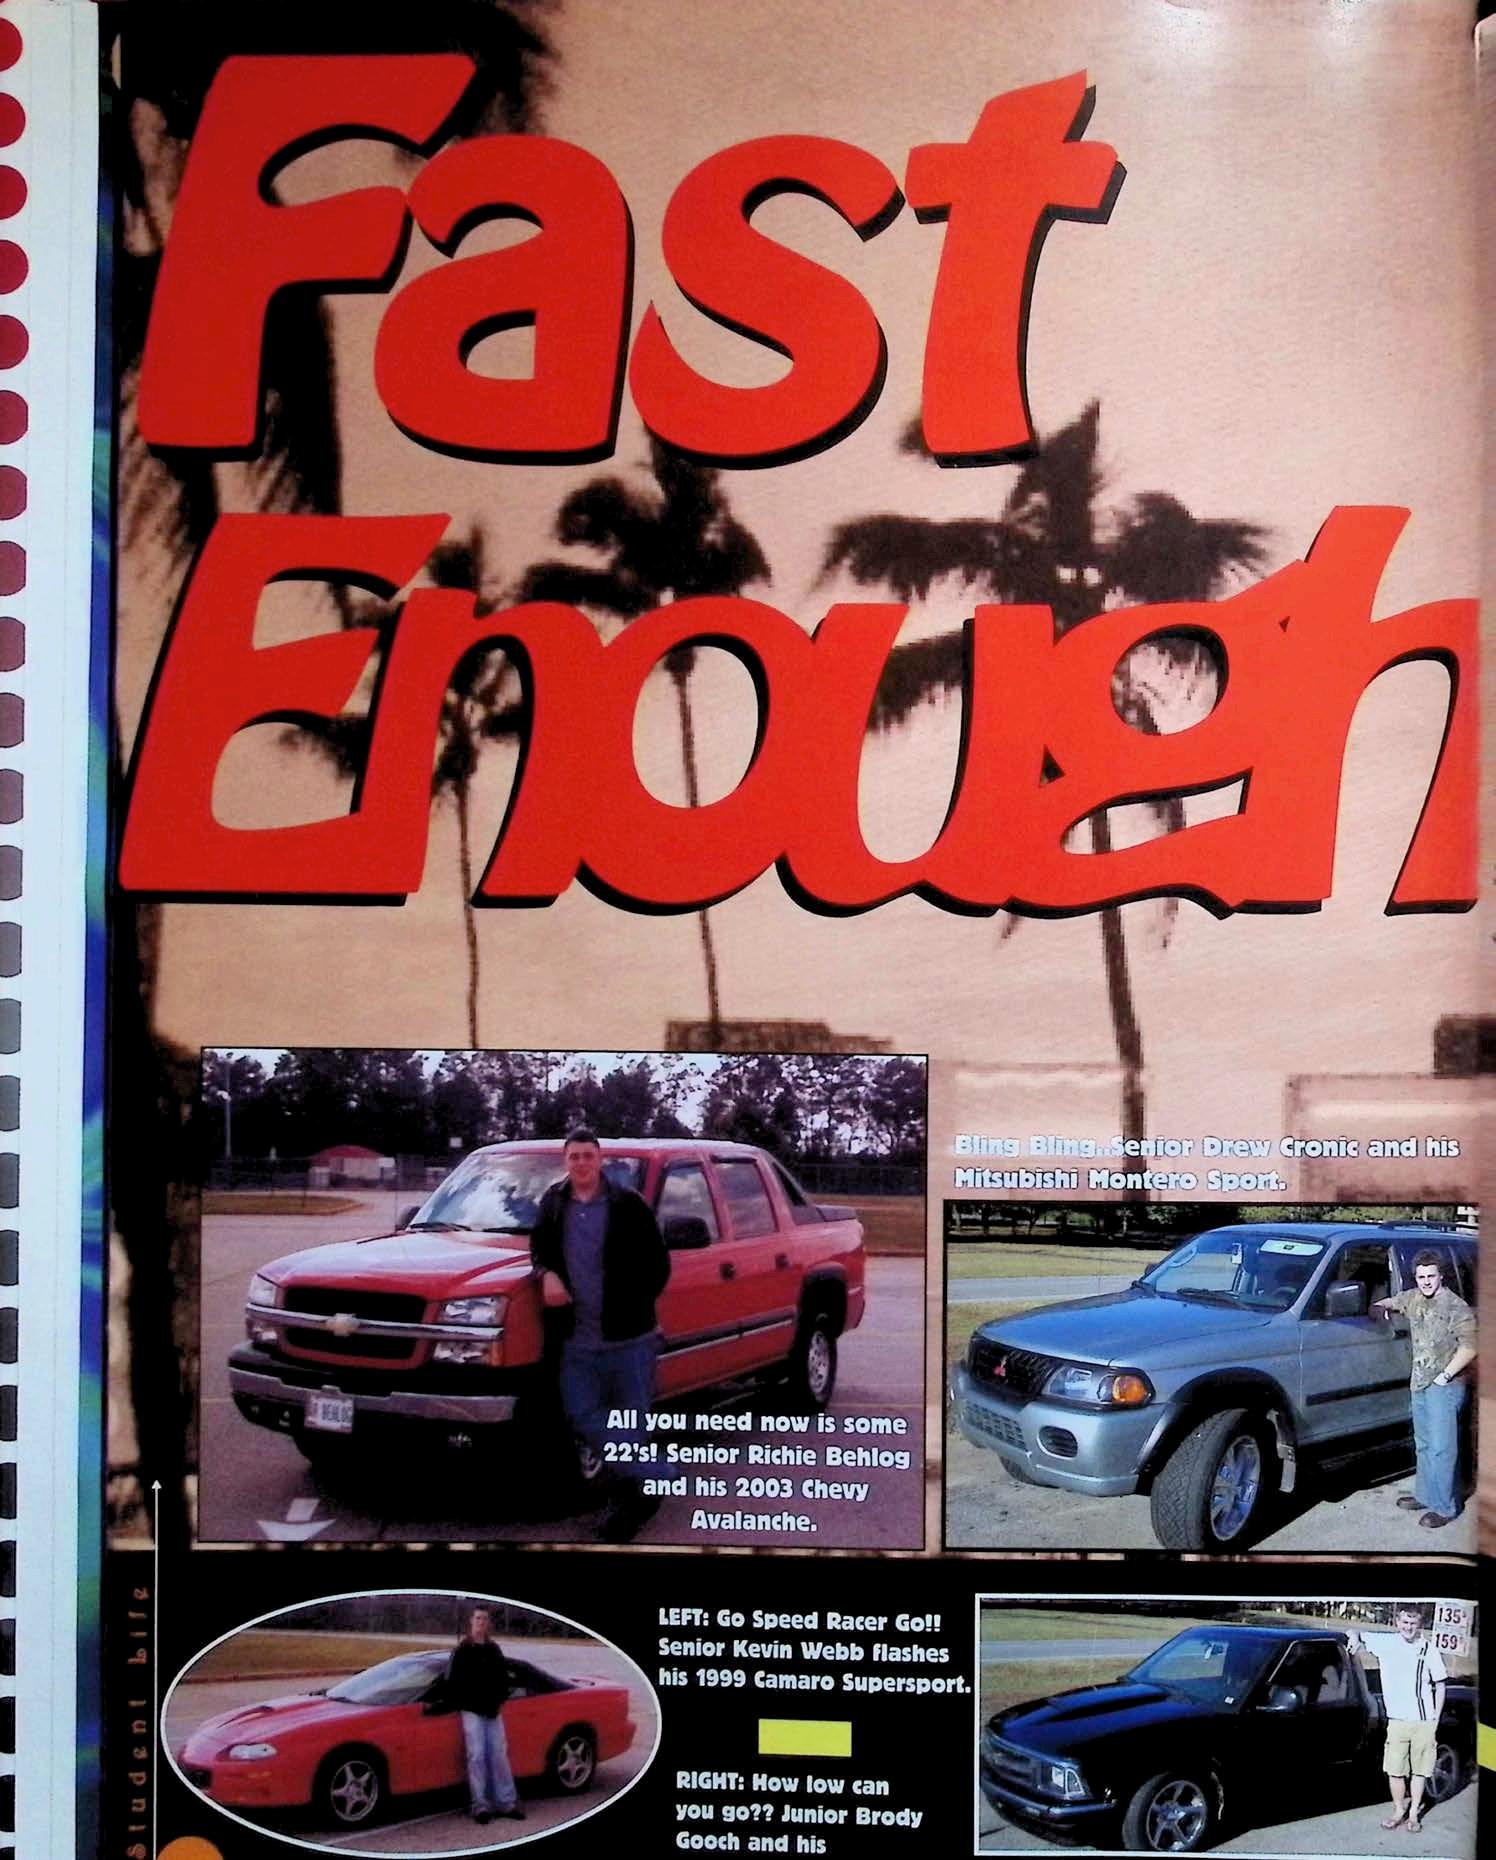 Fast
Enough
Bling Bling..Senior Drew Cronic and his
Mitsubishi Montero Sport.
All you need now is some
22's! Senior Richie Behlog
and his 2003 Chevy
Avalanche.
LEFT: Go Speed Racer Go!!
Senior Kevin Webb flashes
his 1999 Camaro Supersport.
RIGHT: How low can
you go?? Junior Brody
Gooch and his
135
159
Student Life